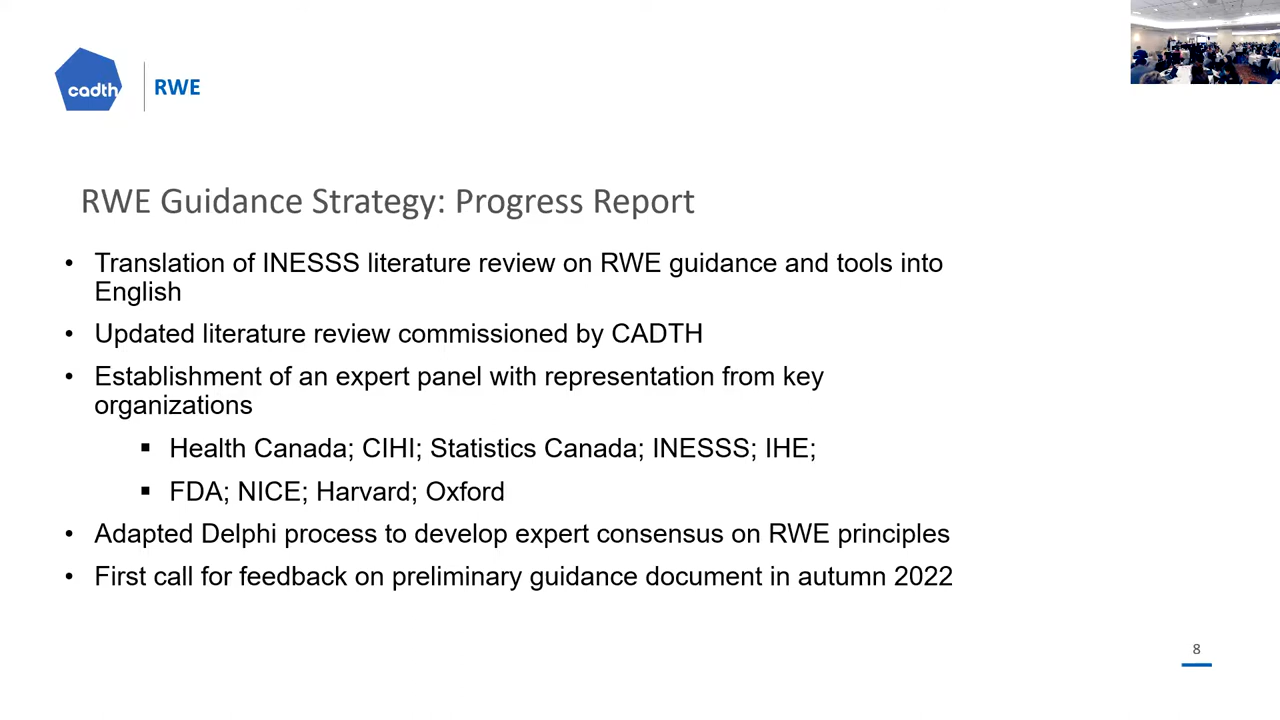 cadth
RWE
RWE Guidance Strategy: Progress Report
• Translation of INESSS literature review on RWE guidance and tools into
English
• Updated literature review commissioned by CADTH
• Establishment of an expert panel with representation from key
organizations
▪ Health Canada; CIHI; Statistics Canada; INESSS; IHE;
▪ FDA; NICE; Harvard; Oxford
• Adapted Delphi process to develop expert consensus on RWE principles
• First call for feedback on preliminary guidance document in autumn 2022
8